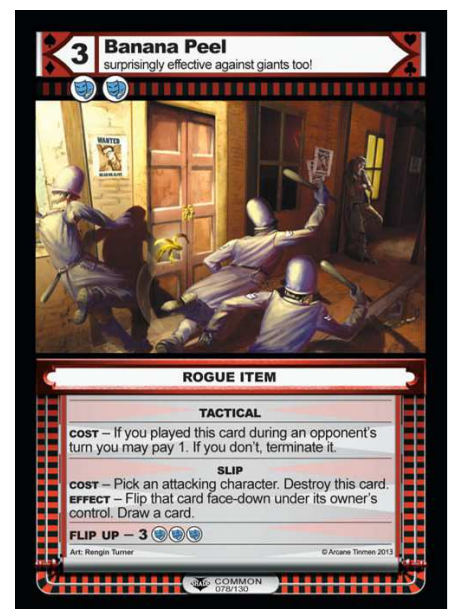 3
Banana Peel
surprisingly effective against giants too!
WANTED
DEAD OR ALIVE
ROGUE ITEM
TACTICAL
COST – If you played this card during an opponent's
turn you may pay 1. If you don't, terminate it.
SLIP
COST – Pick an attacking character. Destroy this card.
EFFECT – Flip that card face-down under its owner's
control. Draw a card.
FLIP UP – 3
Art: Rengin Turner
© Arcane Tinmen 2013
COMMON
078/130